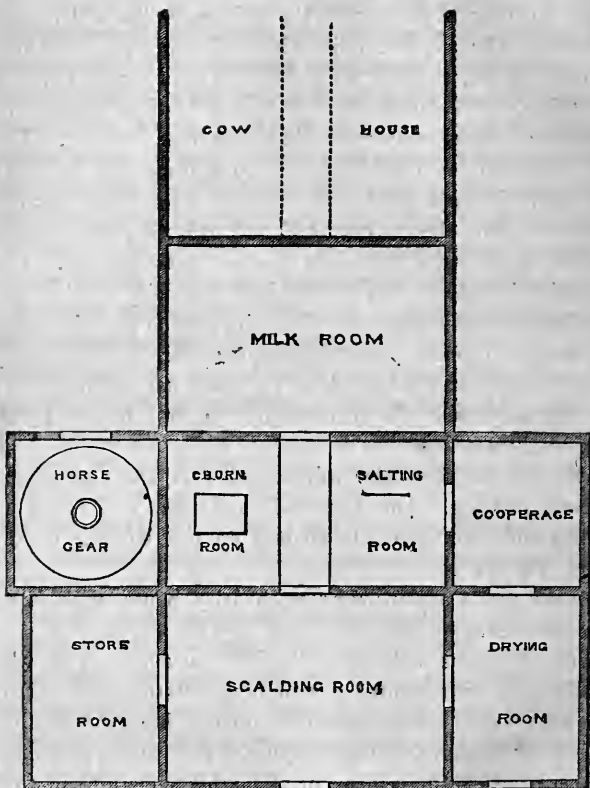 COW HOUSE
MILK ROOM
HORSE
GEAR
CHURN
ROOM
SALTING
ROOM
COOPERAGE
STORE
ROOM
SCALDING ROOM
DRYING
ROOM